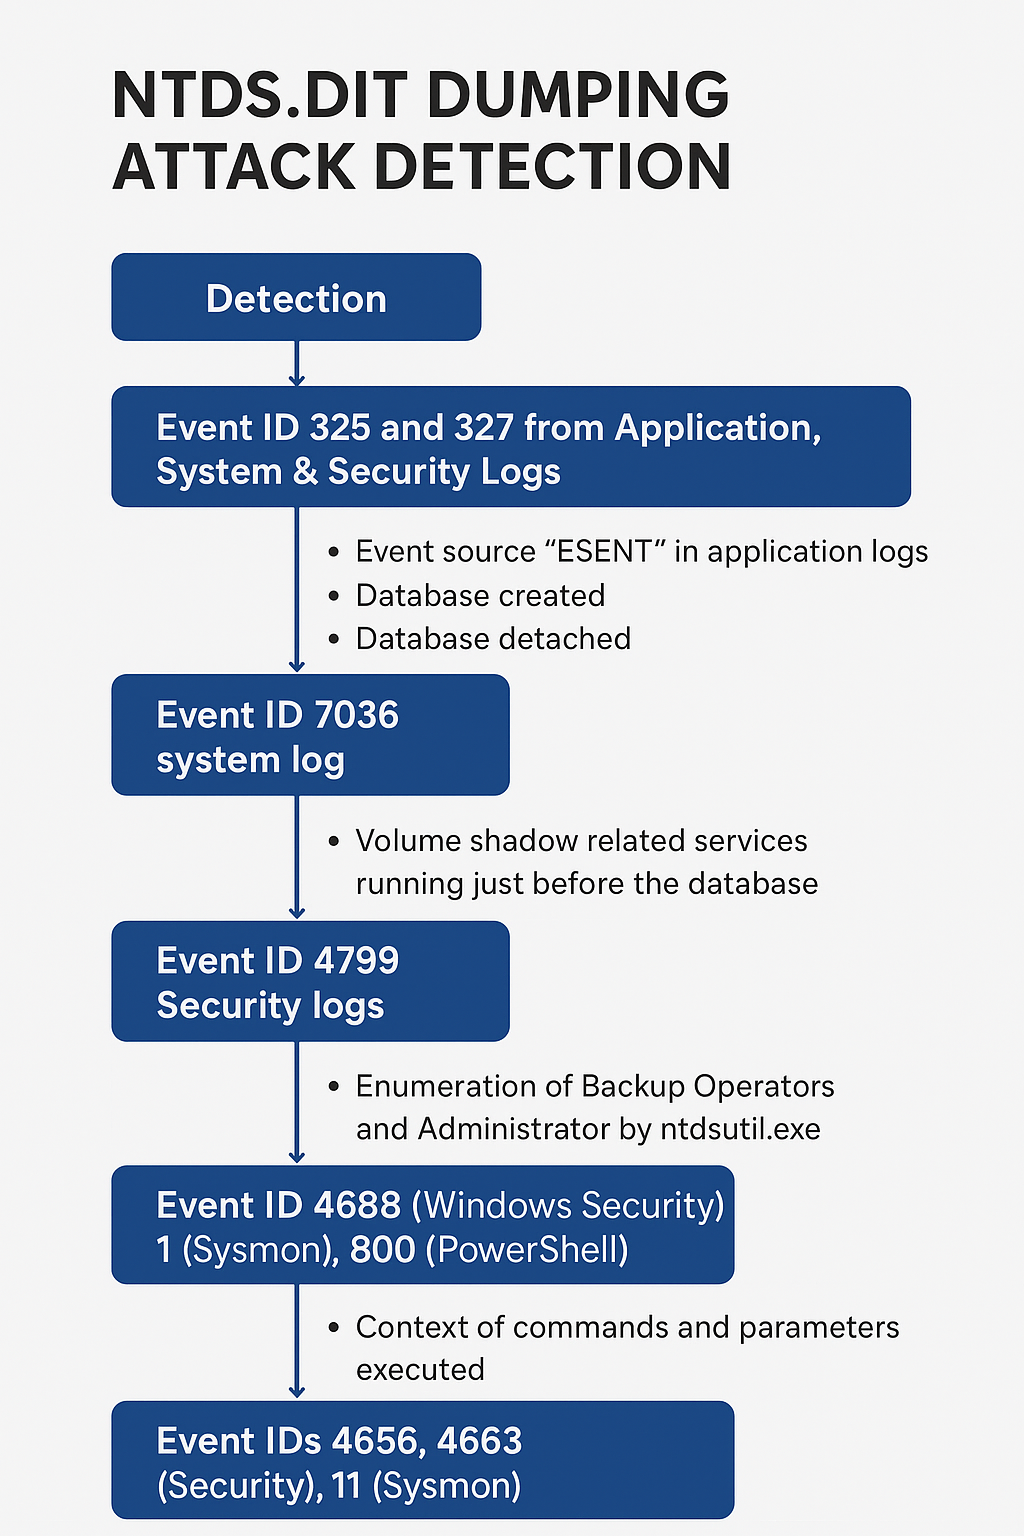 NTDS.DIT DUMPING
ATTACK DETECTION
Detection
Event ID 325 and 327 from Application,
System & Security Logs
• Event source “ESENT” in application logs
• Database created
• Database detached
Event ID 7036
system log
• Volume shadow related services
running just before the database
Event ID 4799
Security logs
• Enumeration of Backup Operators
and Administrator by ntdsutil.exe
Event ID 4688 (Windows Security)
1 (Sysmon), 800 (PowerShell)
• Context of commands and parameters
executed
Event IDs 4656, 4663
(Security), 11 (Sysmon)